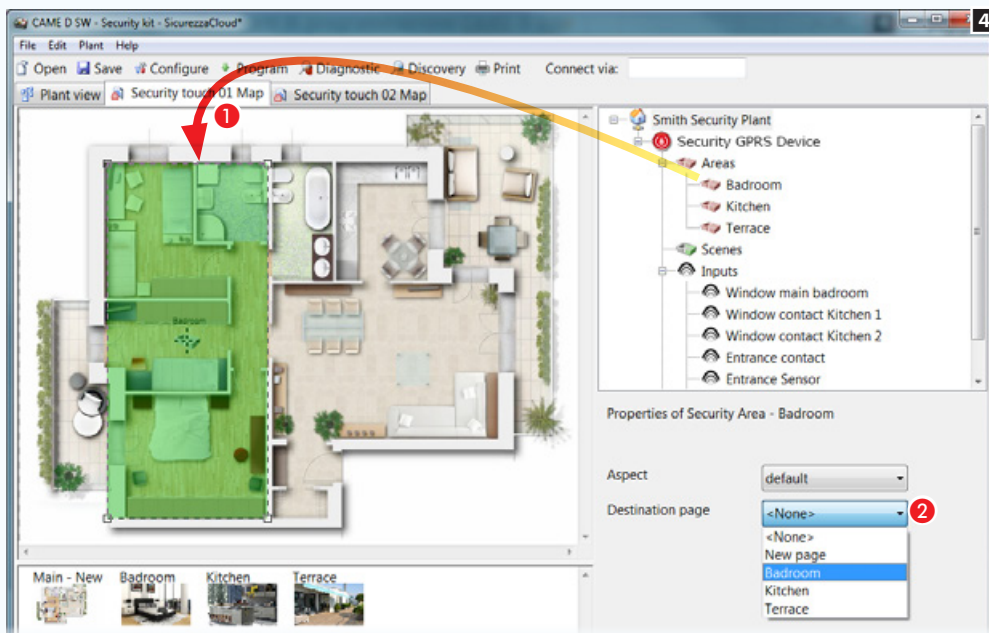 CAME D SW - Security kit - SicurezzaCloud*
4
File Edit Plant Help
Open Save Configure Program Diagnostic Discovery Print Connect via:
Plant view Security touch 01 Map Security touch 02 Map
1
Badroom
Smith Security Plant
Security GPRS Device
Areas
Badroom
Kitchen
Terrace
Scenes
Inputs
Window main badroom
Window contact Kitchen 1
Window contact Kitchen 2
Entrance contact
Entrance Sensor
Properties of Security Area - Badroom
Aspect default
Destination page <None> 2
<None>
New page
Badroom
Kitchen
Terrace
Main - New Badroom Kitchen Terrace